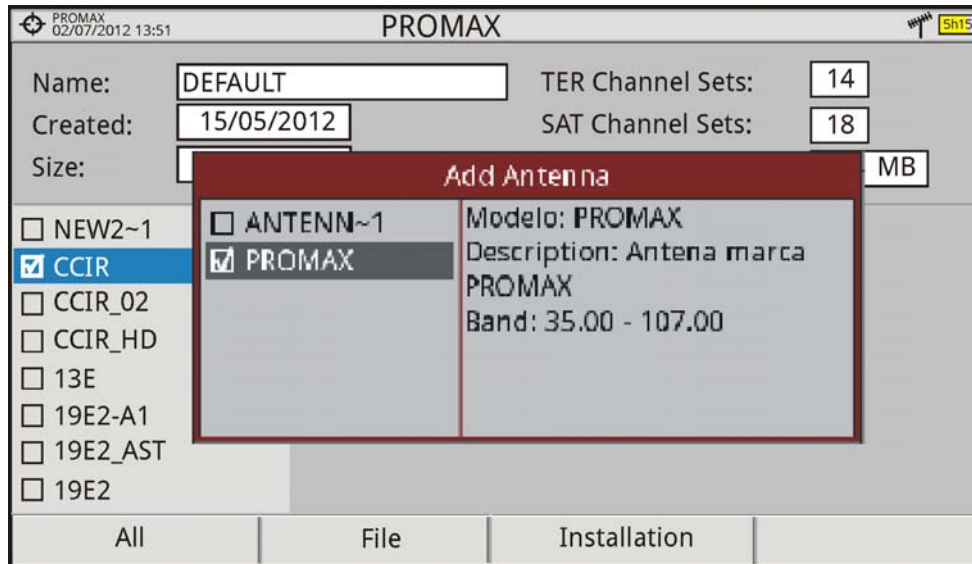 PROMAX
02/07/2012 13:51
PROMAX
5h15
Name:
DEFAULT
TER Channel Sets:
14
Created:
15/05/2012
SAT Channel Sets:
18
Size:
MB
Add Antenna
ANTENN~1
PROMAX
Modelo: PROMAX
Description: Antena marca
PROMAX
Band: 35.00 - 107.00
NEW2~1
CCIR
CCIR_02
CCIR_HD
13E
19E2-A1
19E2_AST
19E2
All
File
Installation